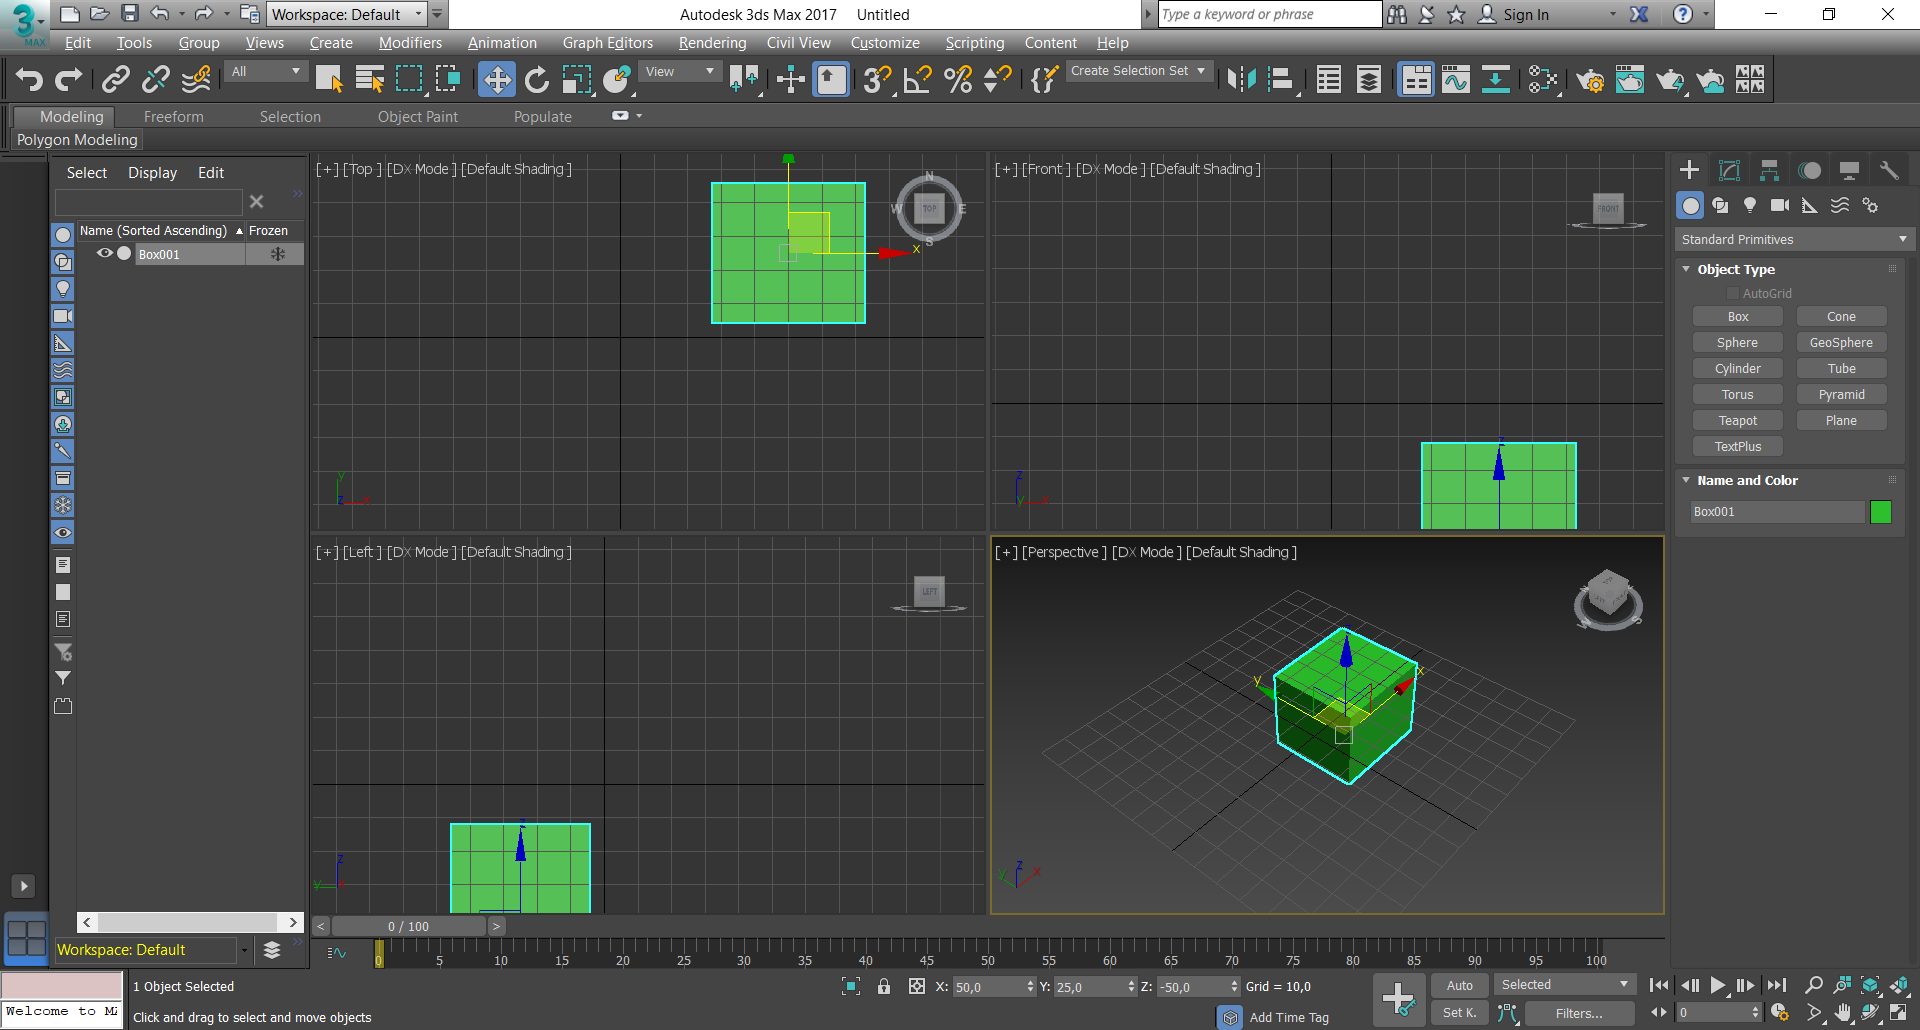 3
MAX
Workspace: Default
Autodesk 3ds Max 2017 Untitled
Type a keyword or phrase
Sign In
Edit Tools Group Views Create Modifiers Animation Graph Editors Rendering Civil View Customize Scripting Content Help
All
View
3
Create Selection Set
Modeling Freeform Selection Object Paint Populate
Polygon Modeling
Select Display Edit
Name (Sorted Ascending) Frozen
Box001
[+] [Top ] [DX Mode ] [Default Shading ]
N
W TOP E
S
x
y
z x
[+] [Front ] [DX Mode ] [Default Shading ]
FRONT
z
z
y x
[+] [Left ] [DX Mode ] [Default Shading ]
LEFT
z
z
y x
[+] [Perspective ] [DX Mode ] [Default Shading ]
W S
y x
z
y x
Standard Primitives
Object Type
AutoGrid
Box Cone
Sphere GeoSphere
Cylinder Tube
Torus Pyramid
Teapot Plane
TextPlus
Name and Color
Box001
< >
< 0 / 100 >
Workspace: Default
0 5 10 15 20 25 30 35 40 45 50 55 60 65 70 75 80 85 90 95 100
1 Object Selected
X: 50,0 Y: 25,0 Z: -50,0 Grid = 10,0
Auto Selected
Welcome to MA
Click and drag to select and move objects
Add Time Tag
Set K. Filters...
0